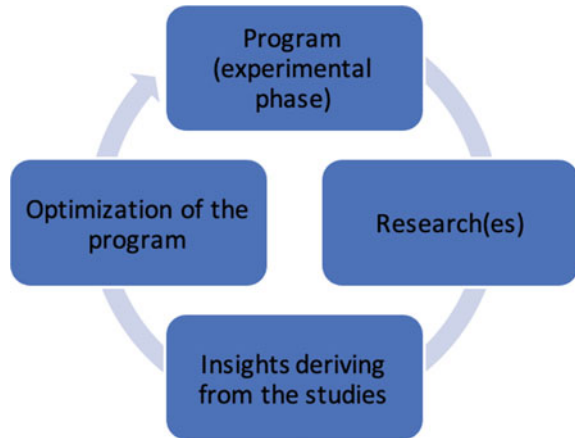 Program
(experimental
phase)
Research(es)
Insights deriving
from the studies
Optimization of the
program